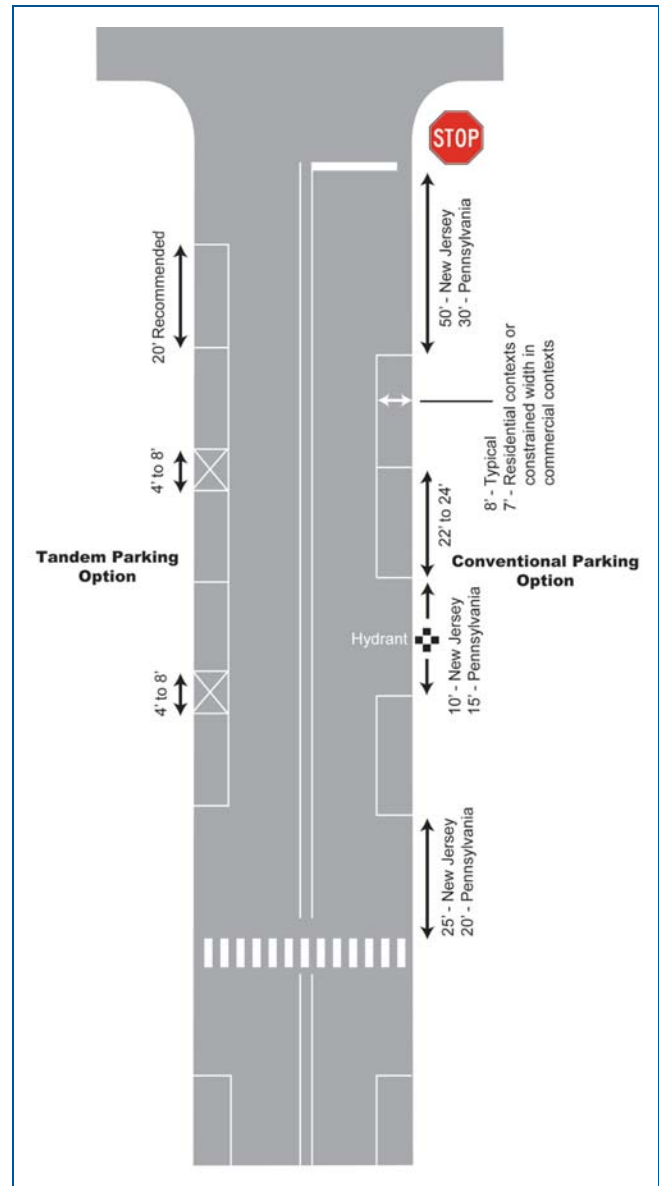 STOP
50' - New Jersey
30' - Pennsylvania
20' Recommended
8' - Typical
7' - Residential contexts or
constrained width in
commercial contexts
4' to 8'
22' to 24'
Tandem Parking
Option
Conventional Parking
Option
Hydrant
10' - New Jersey
15' - Pennsylvania
4' to 8'
25' - New Jersey
20' - Pennsylvania